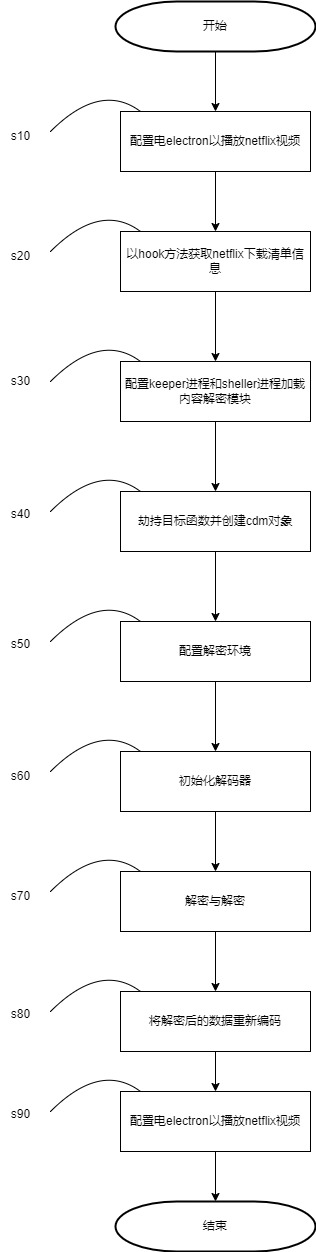 开始
s10
配置电electron以播放netflix视频
s20
以hook方法获取netflix下载清单信
息
s30
配置keeper进程和sheller进程加载
内容解密模块
s40
劫持目标函数并创建cdm对象
s50
配置解密环境
s60
初始化解码器
s70
解密与解密
s80
将解密后的数据重新编码
s90
配置电electron以播放netflix视频
结束